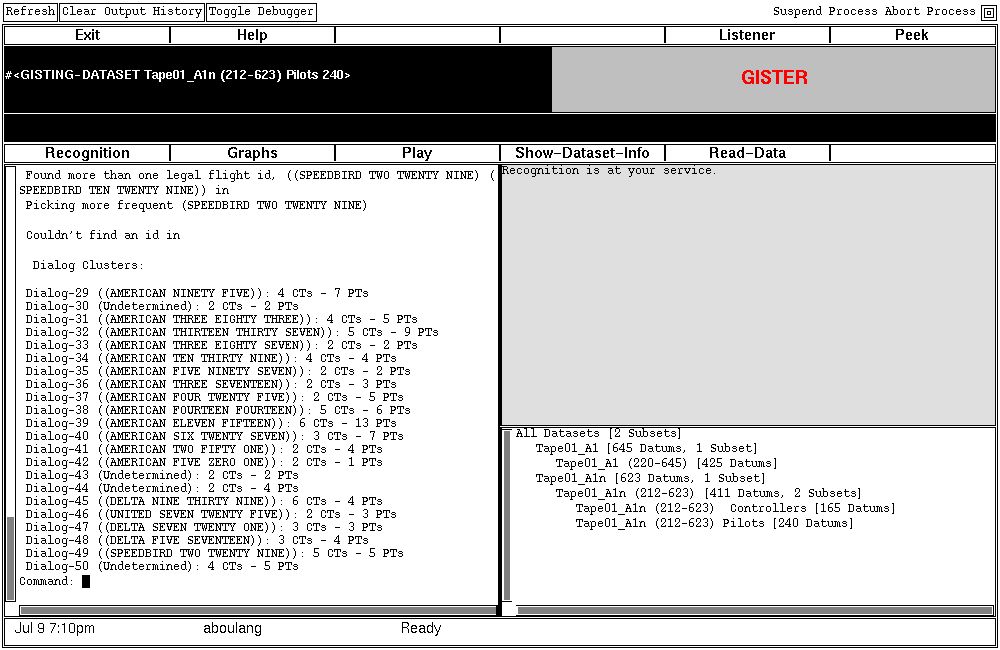 Refresh Clear Output History Toggle Debugger Suspend Process Abort Process
Exit Help Listener Peek
#<GISTING-DATASET Tape01_A1n (212-623) Pilots 240>
GISTER
Recognition Graphs Play Show-Dataset-Info Read-Data
Found more than one legal flight id, ((SPEEDBIRD TWO TWENTY NINE) (
SPEEDBIRD TEN TWENTY NINE)) in
Picking more frequent (SPEEDBIRD TWO TWENTY NINE)
Couldn't find an id in
Dialog Clusters:
Dialog-29 ((AMERICAN NINETY FIVE)): 4 CTs - 7 PTs
Dialog-30 (Undetermined): 2 CTs - 2 PTs
Dialog-31 ((AMERICAN THREE EIGHTY THREE)): 4 CTs - 5 PTs
Dialog-32 ((AMERICAN THIRTEEN THIRTY SEVEN)): 5 CTs - 9 PTs
Dialog-33 ((AMERICAN THREE EIGHTY SEVEN)): 2 CTs - 2 PTs
Dialog-34 ((AMERICAN TEN THIRTY NINE)): 4 CTs - 4 PTs
Dialog-35 ((AMERICAN FIVE NINETY SEVEN)): 2 CTs - 2 PTs
Dialog-36 ((AMERICAN THREE SEVENTEEN)): 2 CTs - 3 PTs
Dialog-37 ((AMERICAN FOUR TWENTY FIVE)): 2 CTs - 5 PTs
Dialog-38 ((AMERICAN FOURTEEN FOURTEEN)): 5 CTs - 6 PTs
Dialog-39 ((AMERICAN ELEVEN FIFTEEN)): 6 CTs - 13 PTs
Dialog-40 ((AMERICAN SIX TWENTY SEVEN)): 3 CTs - 7 PTs
Dialog-41 ((AMERICAN TWO FIFTY ONE)): 2 CTs - 4 PTs
Dialog-42 ((AMERICAN FIVE ZERO ONE)): 2 CTs - 1 PTs
Dialog-43 (Undetermined): 2 CTs - 2 PTs
Dialog-44 (Undetermined): 2 CTs - 4 PTs
Dialog-45 ((DELTA NINE THIRTY NINE)): 6 CTs - 4 PTs
Dialog-46 ((UNITED SEVEN TWENTY FIVE)): 2 CTs - 3 PTs
Dialog-47 ((DELTA SEVEN TWENTY ONE)): 3 CTs - 3 PTs
Dialog-48 ((DELTA FIVE SEVENTEEN)): 3 CTs - 4 PTs
Dialog-49 ((SPEEDBIRD TWO TWENTY NINE)): 5 CTs - 5 PTs
Dialog-50 (Undetermined): 4 CTs - 5 PTs
Command:
Recognition is at your service.
All Datasets [2 Subsets]
Tape01_A1 [645 Datums, 1 Subset]
Tape01_A1 (220-645) [425 Datums]
Tape01_A1n [623 Datums, 1 Subset]
Tape01_A1n (212-623) [411 Datums, 2 Subsets]
Tape01_A1n (212-623) Controllers [165 Datums]
Tape01_A1n (212-623) Pilots [240 Datums]
Jul 9 7:10pm aboulang Ready